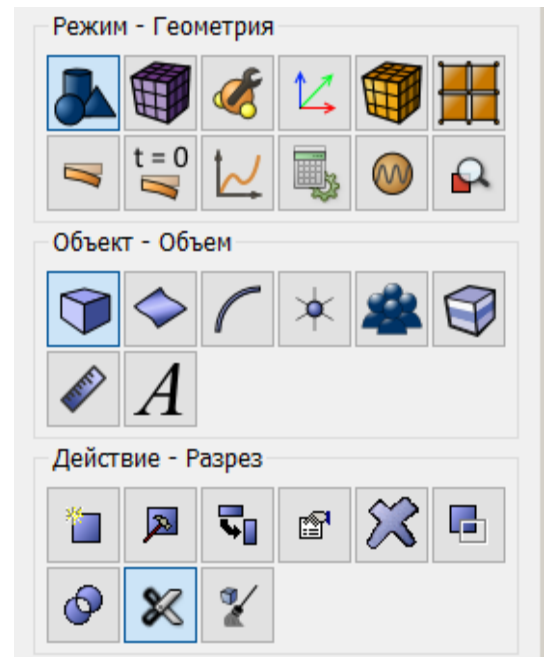 Режим - Геометрия
t = 0
Объект - Объем
A
Действие - Разрез